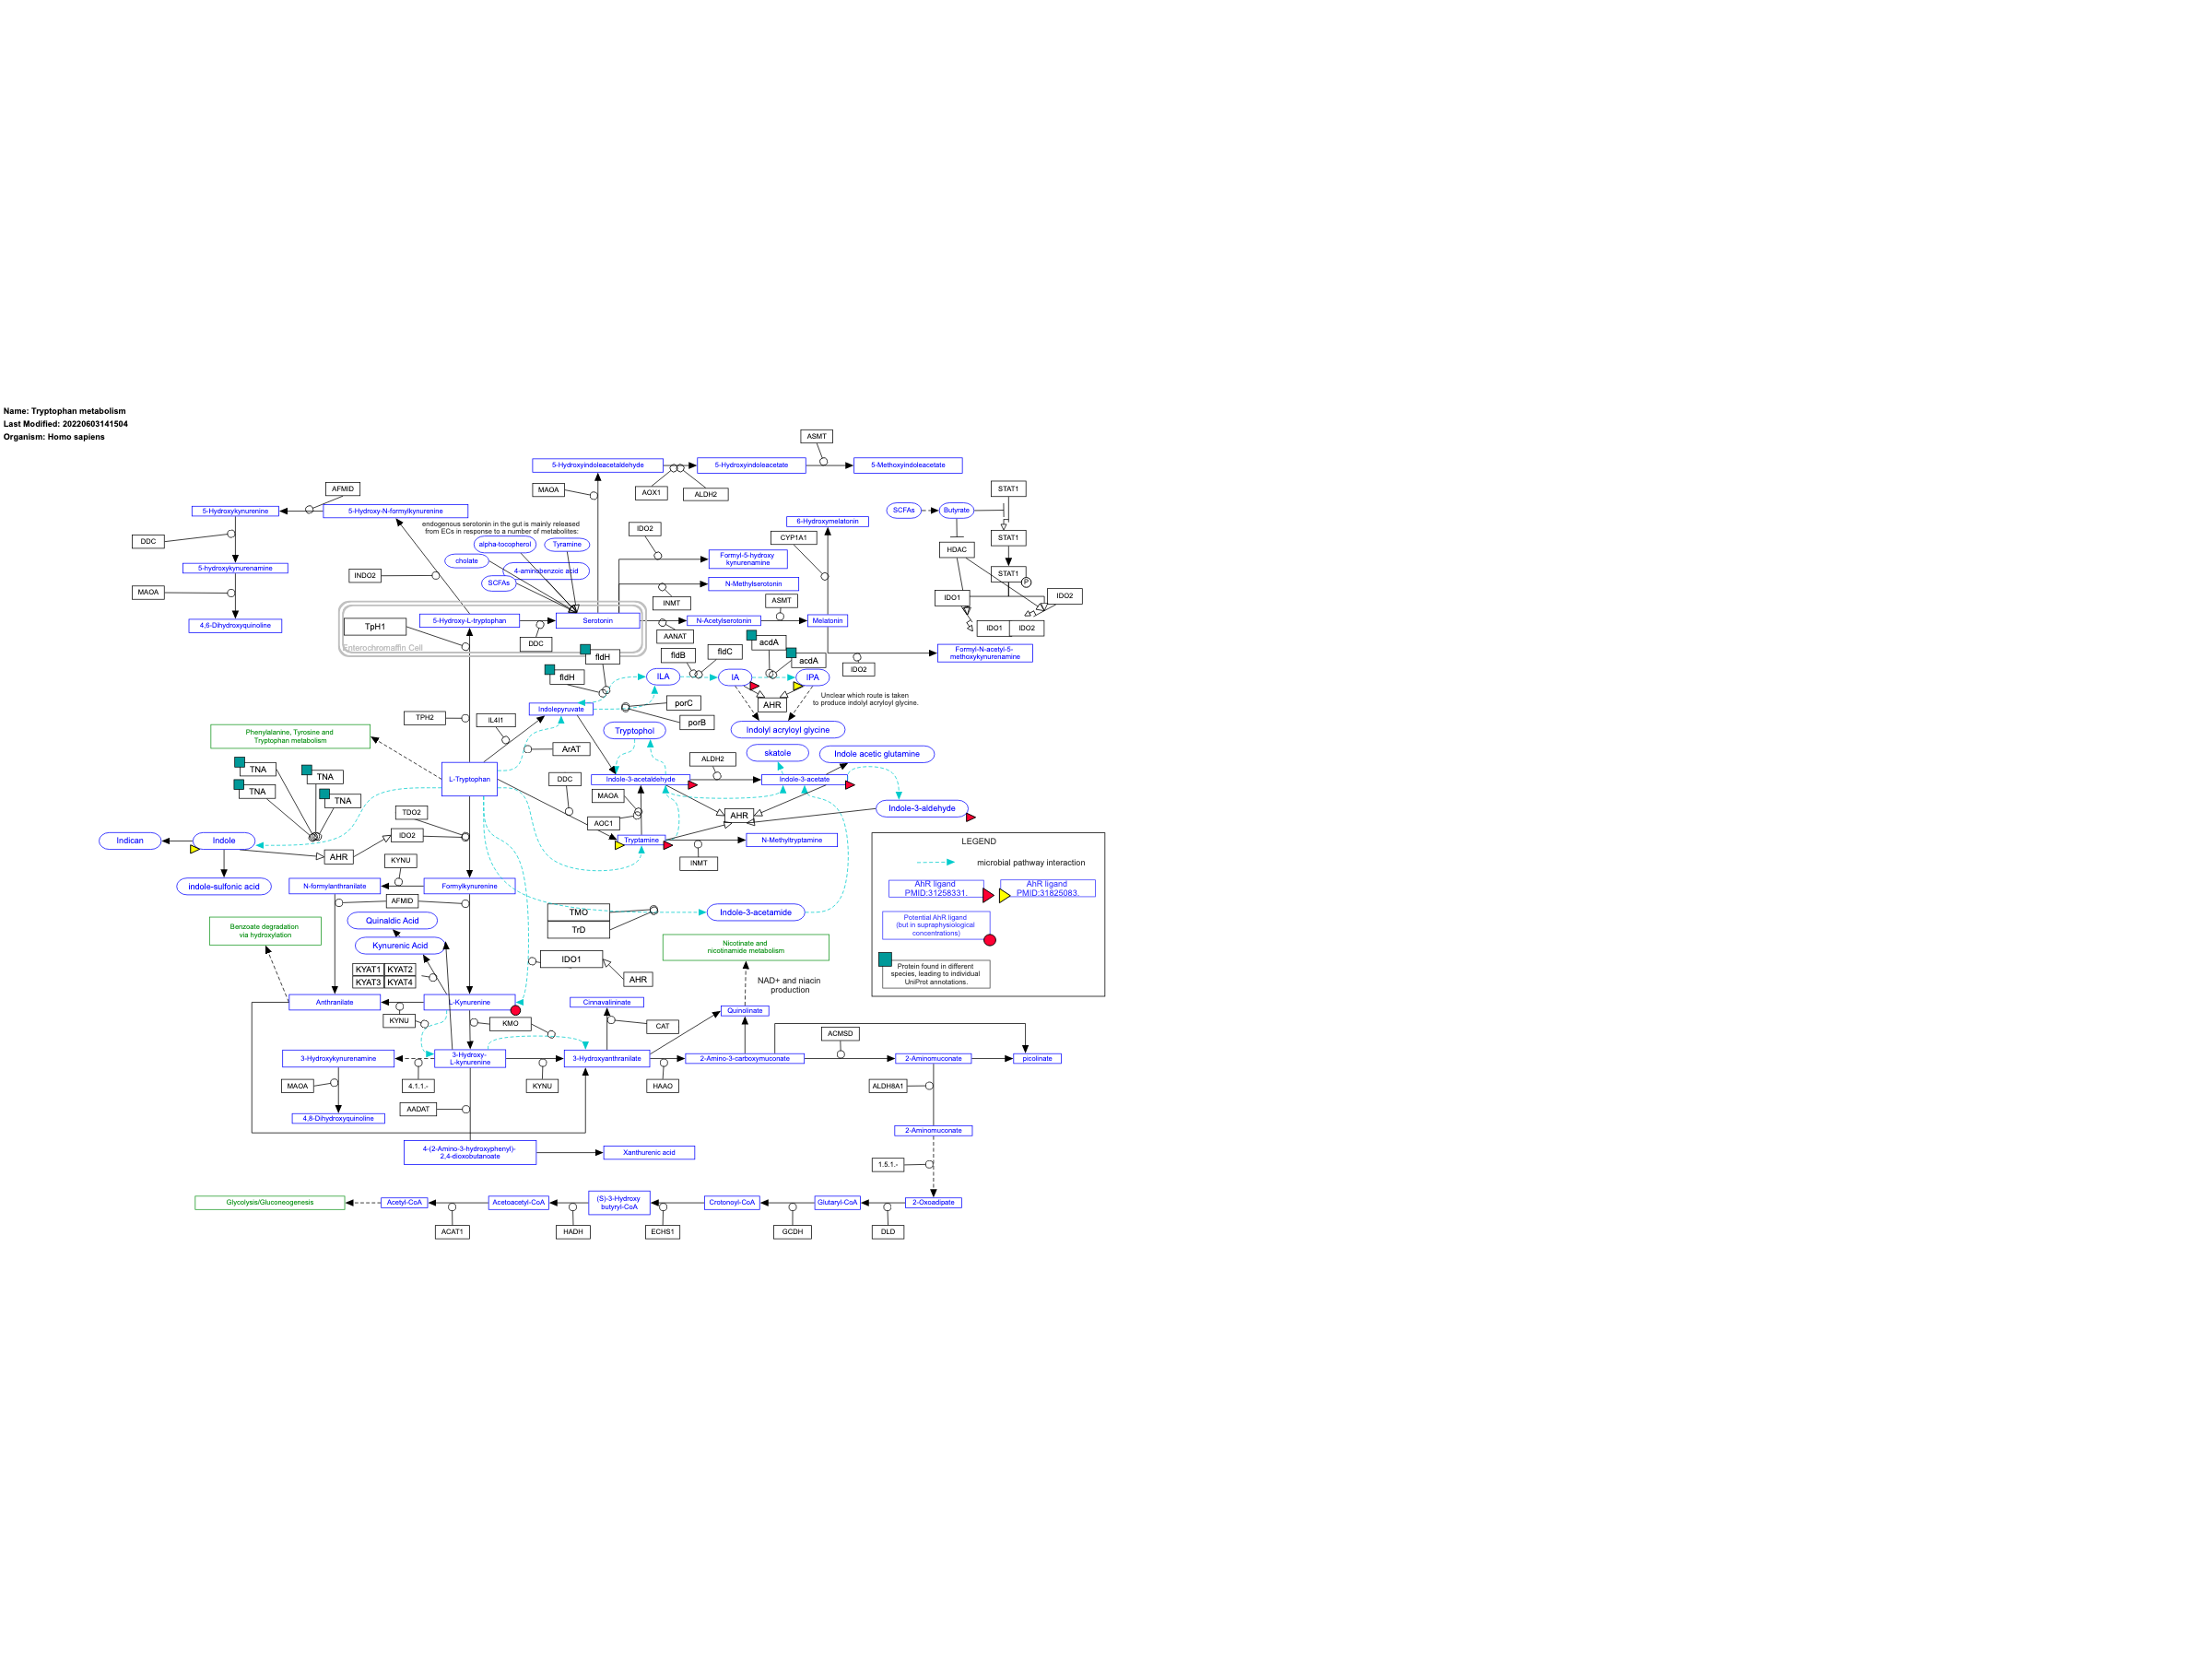 Name: Tryptophan metabolism
Last Modified: 20220603141504
Organism: Homo sapiens
ASMT
5-Hydroxyindoleacetaldehyde
5-Hydroxyindoleacetate
5-Methoxyindoleacetate
MAOA
AOX1
ALDH2
AFMID
5-Hydroxykynurenine
5-Hydroxy-N-formylkynurenine
STAT1
SCFAs
Butyrate
endogenous serotonin in the gut is mainly released
from ECs in response to a number of metabolites:
6-Hydroxymelatonin
IDO2
CYP1A1
STAT1
DDC
alpha-tocopherol
Tyramine
HDAC
cholate
Formyl-5-hydroxy
kynurenamine
5-hydroxykynurenamine
INDO2
4-aminobenzoic acid
SCFAs
N-Methylserotonin
STAT1
P
MAOA
INMT
ASMT
IDO1
IDO2
4,6-Dihydroxyquinoline
TpH1
5-Hydroxy-L-tryptophan
Serotonin
N-Acetylserotonin
Melatonin
IDO1
IDO2
AANAT
DDC
Enterochromaffin Cell
acdA
fldH
fldB
fldC
acdA
IDO2
Formyl-N-acetyl-5-
methoxykynurenamine
fldH
ILA
IA
IPA
Unclear which route is taken
to produce indolyl acryloyl glycine.
porC
AHR
Indolepyruvate
TPH2
IL4I1
porB
Phenylalanine, Tyrosine and
Tryptophan metabolism
Tryptophol
Indolyl acryloyl glycine
ArAT
ALDH2
skatole
Indole acetic glutamine
TNA
TNA
L-Tryptophan
DDC
Indole-3-acetaldehyde
Indole-3-acetate
TNA
TNA
MAOA
Indole-3-aldehyde
TDO2
AOC1
AHR
Indican
Indole
IDO2
Tryptamine
N-Methyltryptamine
LEGEND
AHR
KYNU
INMT
microbial pathway interaction
indole-sulfonic acid
N-formylanthranilate
Formylkynurenine
AhR ligand
PMID:31258331.
AhR ligand
PMID:31825083.
AFMID
TMO
TrD
Indole-3-acetamide
Quinaldic Acid
Potential AhR ligand
(but in supraphysiological
concentrations)
Benzoate degradation
via hydroxylation
Kynurenic Acid
Nicotinate and
nicotinamide metabolism
IDO1
KYAT1
KYAT2
KYAT3
KYAT4
AHR
NAD+ and niacin
production
Protein found in different
species, leading to individual
UniProt annotations.
Anthranilate
L-Kynurenine
Cinnavalininate
Quinolinate
KYNU
KMO
CAT
ACMSD
3-Hydroxykynurenamine
3-Hydroxy-
L-kynurenine
3-Hydroxyanthranilate
2-Amino-3-carboxymuconate
2-Aminomuconate
picolinate
MAOA
4.1.1.-
KYNU
HAAO
ALDH8A1
AADAT
4,8-Dihydroxyquinoline
2-Aminomuconate
4-(2-Amino-3-hydroxyphenyl)-
2,4-dioxobutanoate
Xanthurenic acid
1.5.1.-
Glycolysis/Gluconeogenesis
Acetyl-CoA
Acetoacetyl-CoA
(S)-3-Hydroxy
butyryl-CoA
Crotonoyl-CoA
Glutaryl-CoA
2-Oxoadipate
ACAT1
HADH
ECHS1
GCDH
DLD